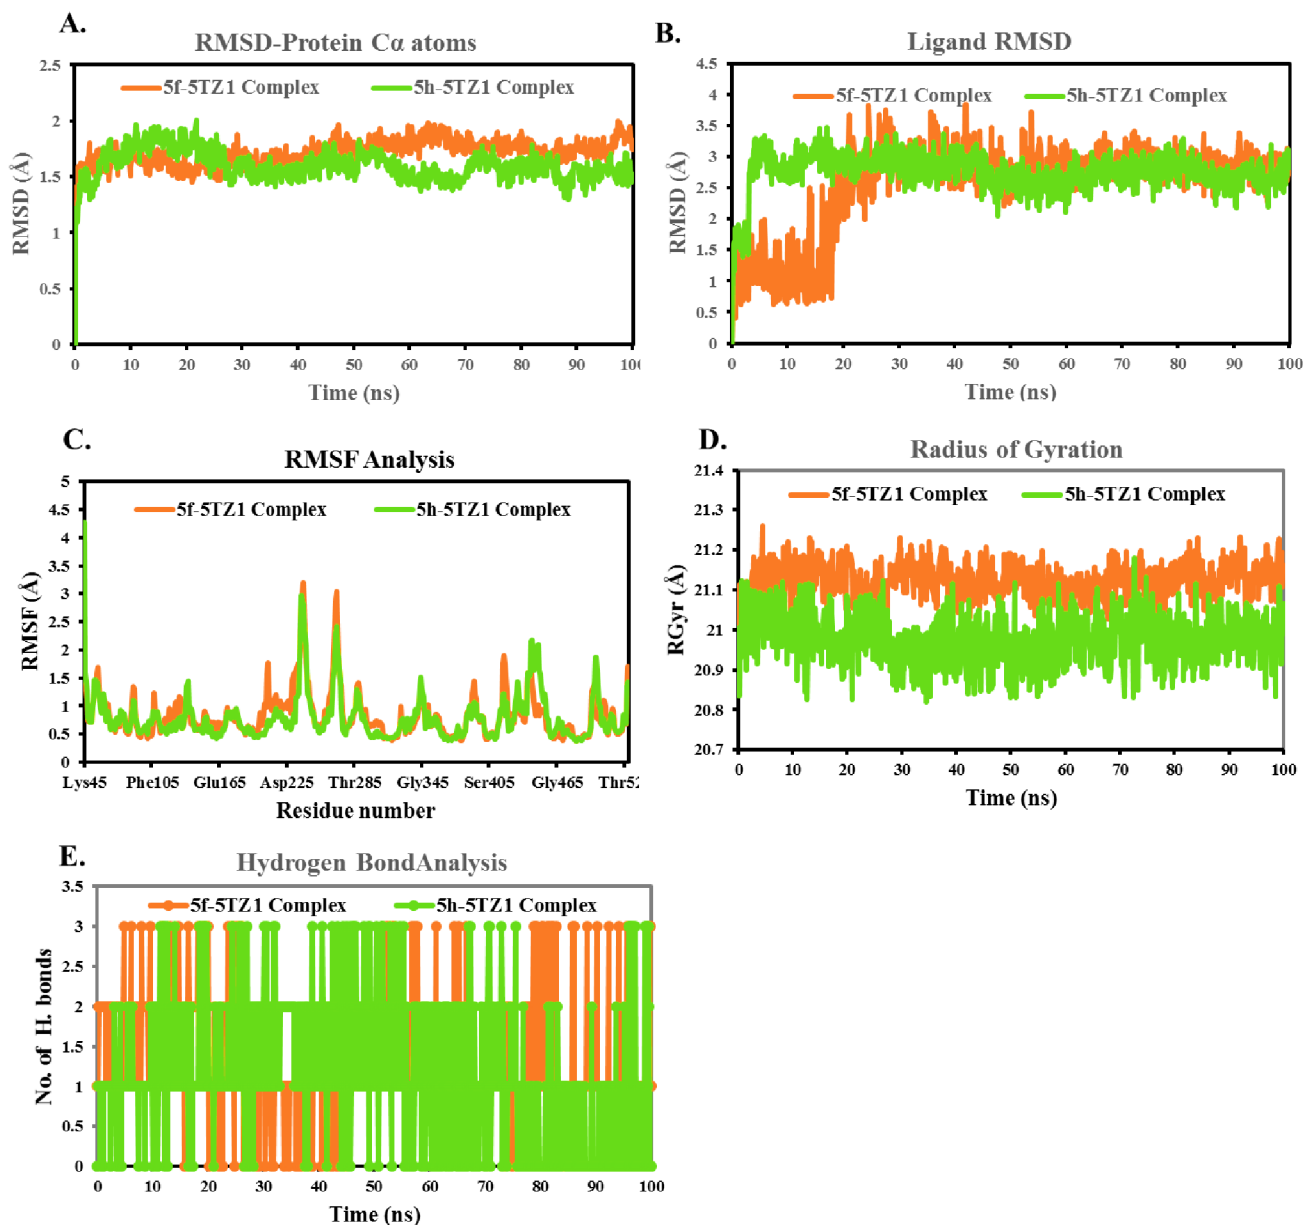 A.
RMSD-Protein Cα atoms
5f-5TZ1 Complex 5h-5TZ1 Complex
RMSD (Å)
2.5
2
1.5
1
0.5
0
0 10 20 30 40 50 60 70 80 90 100
Time (ns)
B.
Ligand RMSD
5f-5TZ1 Complex 5h-5TZ1 Complex
RMSD (Å)
4.5
4
3.5
3
2.5
2
1.5
1
0.5
0
0 10 20 30 40 50 60 70 80 90 100
Time (ns)
C.
RMSF Analysis
5f-5TZ1 Complex 5h-5TZ1 Complex
RMSF (Å)
5
4.5
4
3.5
3
2.5
2
1.5
1
0.5
0
Lys45 Phe105 Glu165 Asp225 Thr285 Gly345 Ser405 Gly465 Thr52
Residue number
D.
Radius of Gyration
5f-5TZ1 Complex 5h-5TZ1 Complex
RGyr (Å)
21.4
21.3
21.2
21.1
21
20.9
20.8
20.7
0 10 20 30 40 50 60 70 80 90 100
Time (ns)
E.
Hydrogen BondAnalysis
5f-5TZ1 Complex 5h-5TZ1 Complex
No. of H. bonds
3.5
3
2.5
2
1.5
1
0.5
0
0 10 20 30 40 50 60 70 80 90 100
Time (ns)